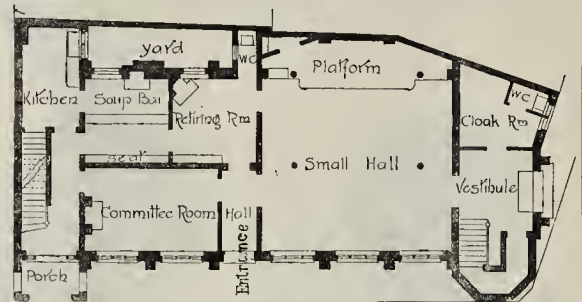 yard
WC
Platform
Kitchen
Soup Bar
Retiring Rm
WC
Cloak Rm
seat
Small Hall
Vestibule
Committee Room
Hall
Entrance
Porch